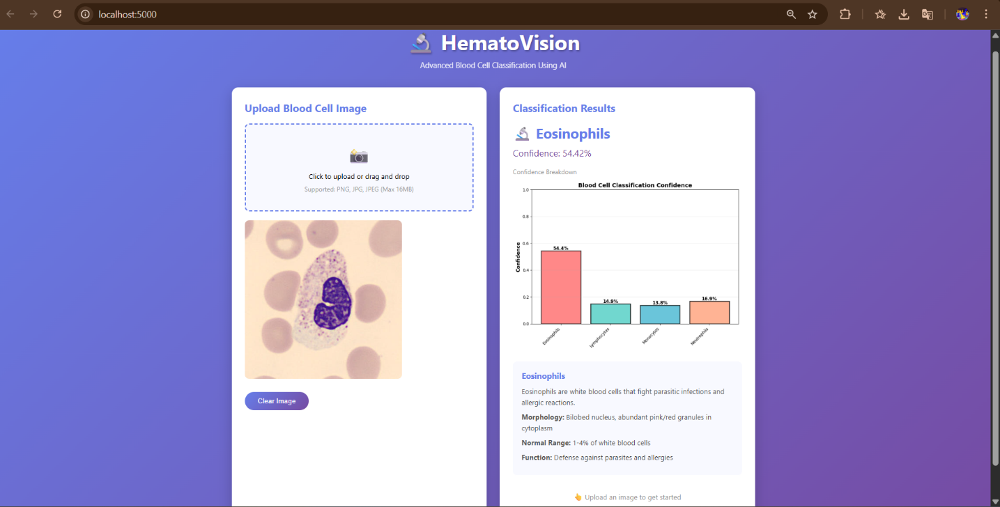 localhost:5000
HematoVision
Advanced Blood Cell Classification Using AI
Upload Blood Cell Image
Click to upload or drag and drop
Supported: PNG, JPG, JPEG (Max 16MB)
Clear Image
Classification Results
Eosinophils
Confidence: 54.42%
Confidence Breakdown
Blood Cell Classification Confidence
Confidence
1.0
0.8
0.6
0.4
0.2
0.0
54.4%
14.9%
13.8%
16.9%
Eosinophils
Lymphocytes
Monocytes
Neutrophils
Eosinophils
Eosinophils are white blood cells that fight parasitic infections and
allergic reactions.
Morphology: Bilobed nucleus, abundant pink/red granules in
cytoplasm
Normal Range: 1-4% of white blood cells
Function: Defense against parasites and allergies
Upload an image to get started